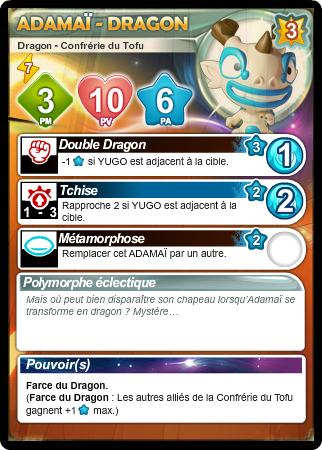 ADAMAÏ - DRAGON
3
Dragon - Confrérie du Tofu
7
3
PM
10
PV
6
PA
Double Dragon
3
1
-1 si YUGO est adjacent à la cible.
Tchise
2
2
1 - 3
Rapproche 2 si YUGO est adjacent à la
cible.
Métamorphose
2
Remplacer cet ADAMAÏ par un autre.
Polymorphe éclectique
Mais où peut bien disparaître son chapeau lorsqu'Adamaï se
transforme en dragon ? Mystère…
Pouvoir(s)
Farce du Dragon.
(Farce du Dragon : Les autres alliés de la Confrérie du Tofu
gagnent +1 max.)